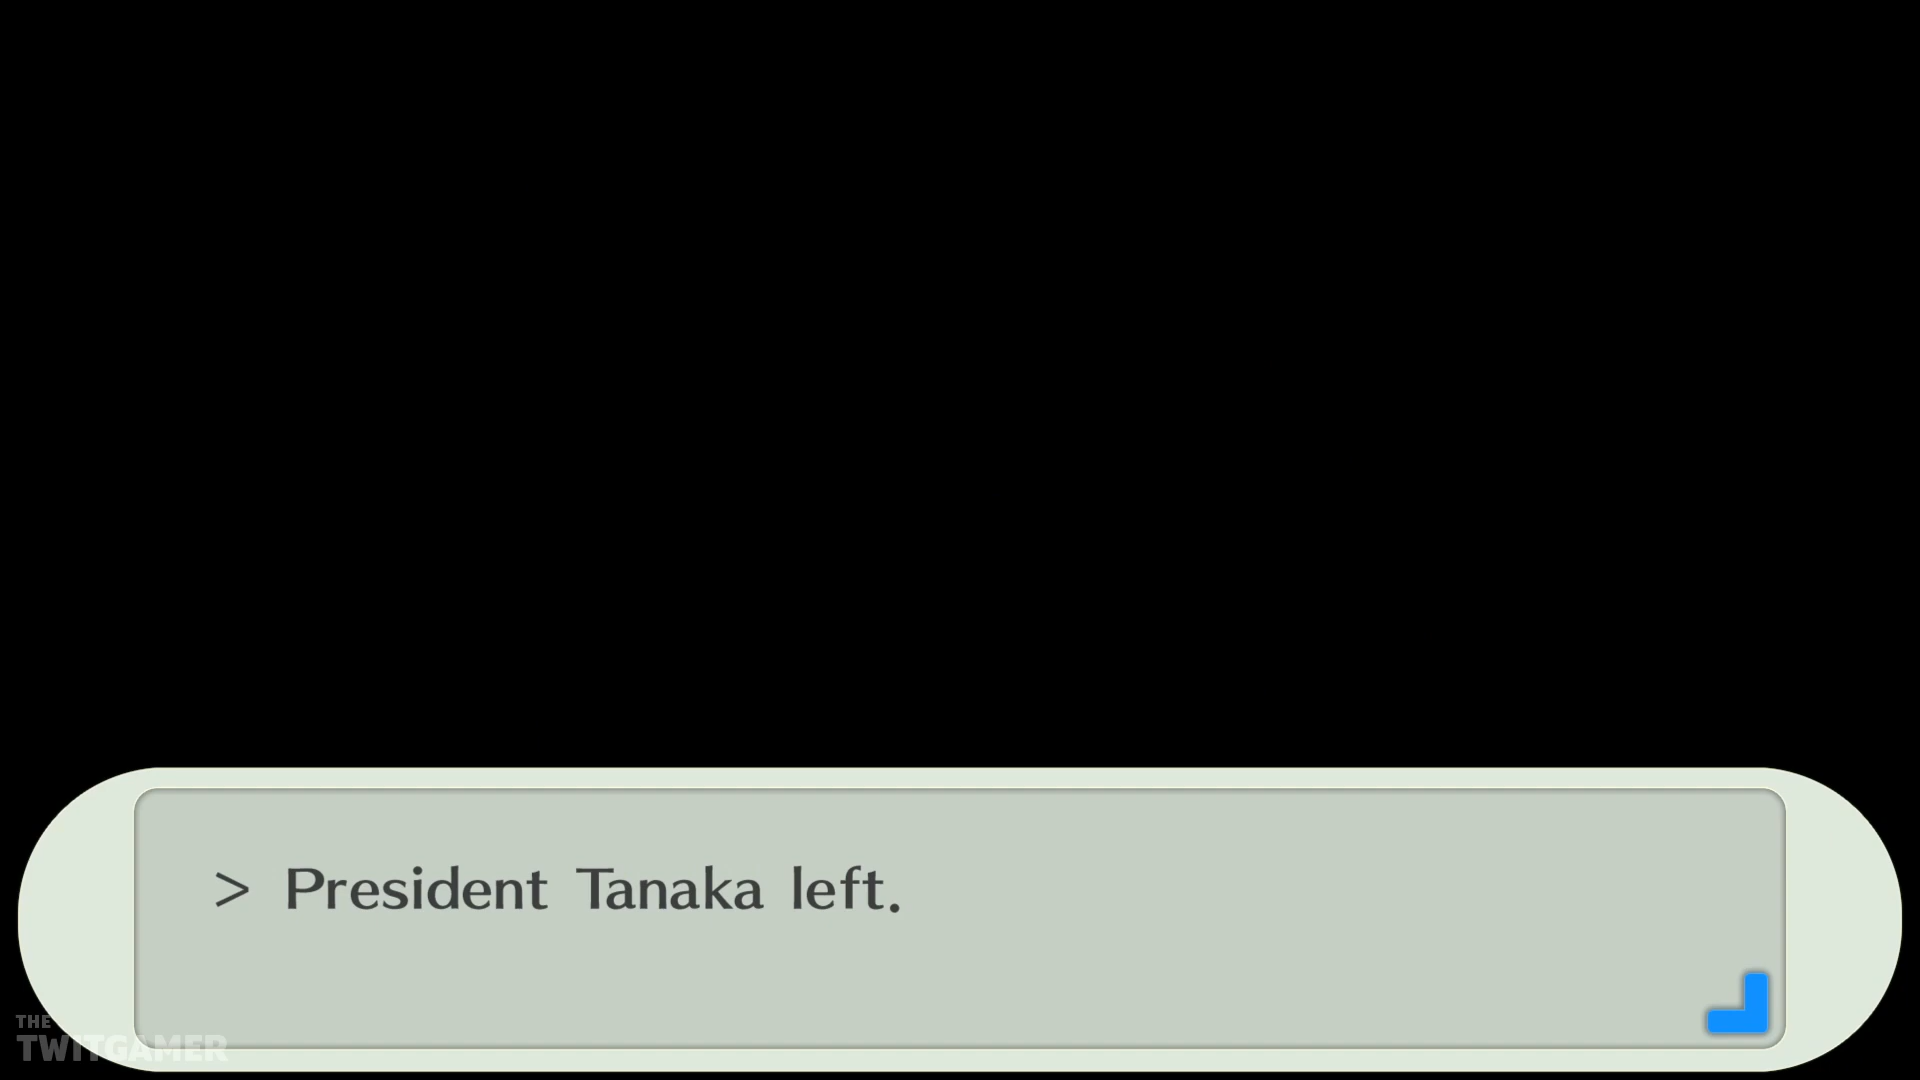 > President Tanaka left.
THE
TWITGAMER